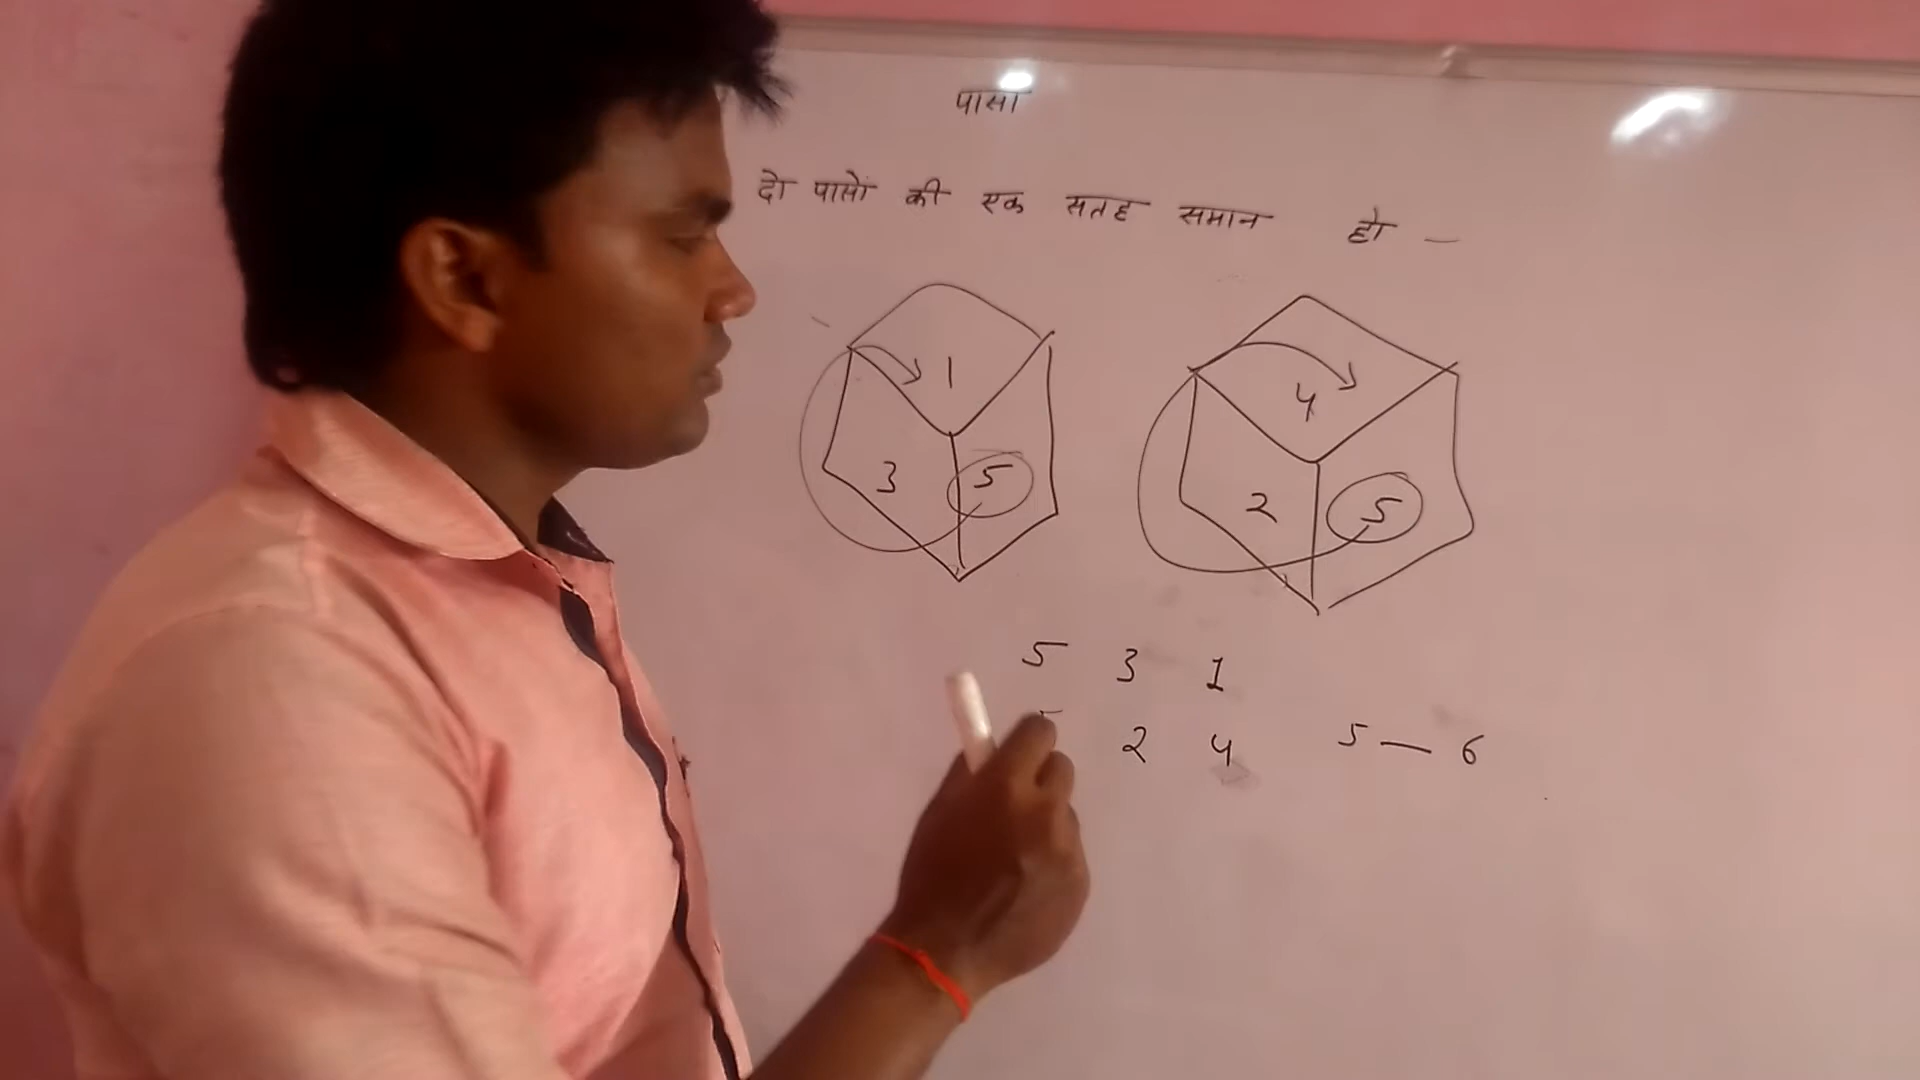 पासा
दो पासों की एक सतह समान हो —
1
3 5
4
2 5
5 3 1
2 4 5 — 6